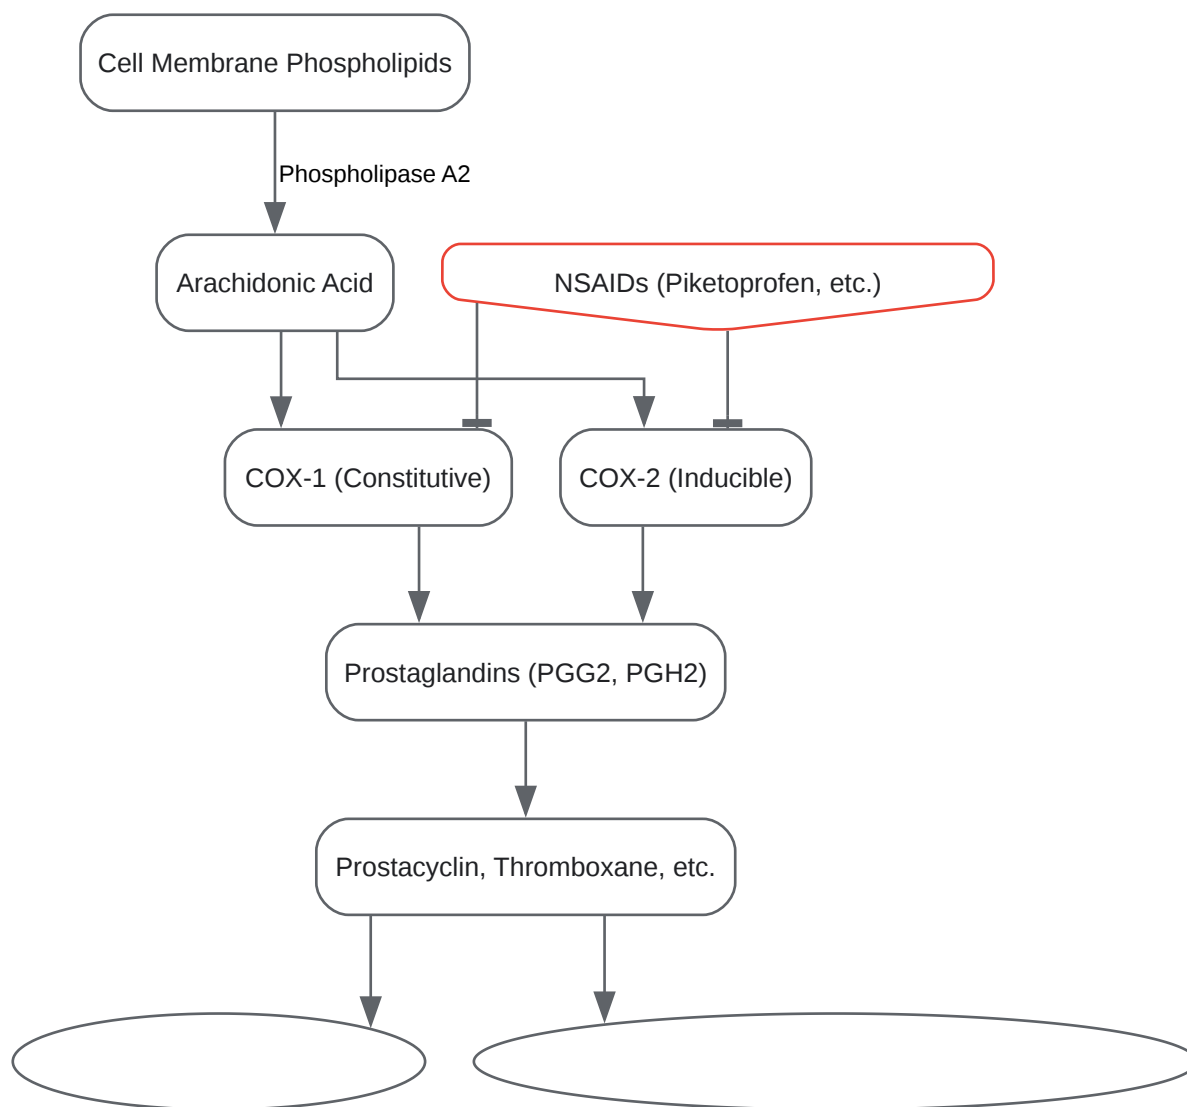 Cell Membrane Phospholipids
Phospholipase A2
Arachidonic Acid
NSAIDs (Piketoprofen, etc.)
COX-1 (Constitutive)
COX-2 (Inducible)
Prostaglandins (PGG2, PGH2)
Prostacyclin, Thromboxane, etc.